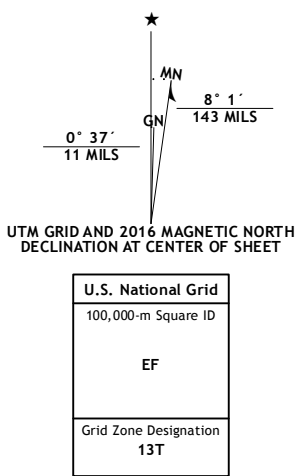 ★
MN
GN
8° 1´
143 MILS
0° 37´
11 MILS
UTM GRID AND 2016 MAGNETIC NORTH
DECLINATION AT CENTER OF SHEET
U.S. National Grid
100,000-m Square ID
EF
Grid Zone Designation
13T